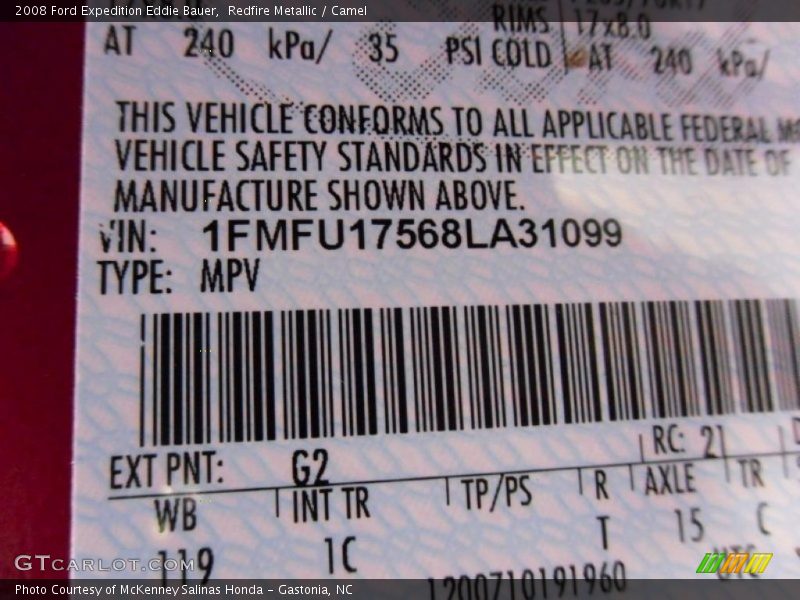 2008 Ford Expedition Eddie Bauer, Redfire Metallic / Camel
RIMS 17x8.0
AT 240 kPa/ 35 PSI COLD AT 240 kPa/
THIS VEHICLE CONFORMS TO ALL APPLICABLE FEDERAL
VEHICLE SAFETY STANDARDS IN EFFECT ON THE DATE OF
MANUFACTURE SHOWN ABOVE.
VIN: 1FMFU17568LA31099
TYPE: MPV
EXT PNT: G2 RC: 21
WB INT TR TP/PS R AXLE TR
119 1C T 15 C
UTC
1200710191960
GTCarLot.com
Photo Courtesy of McKenney Salinas Honda - Gastonia, NC